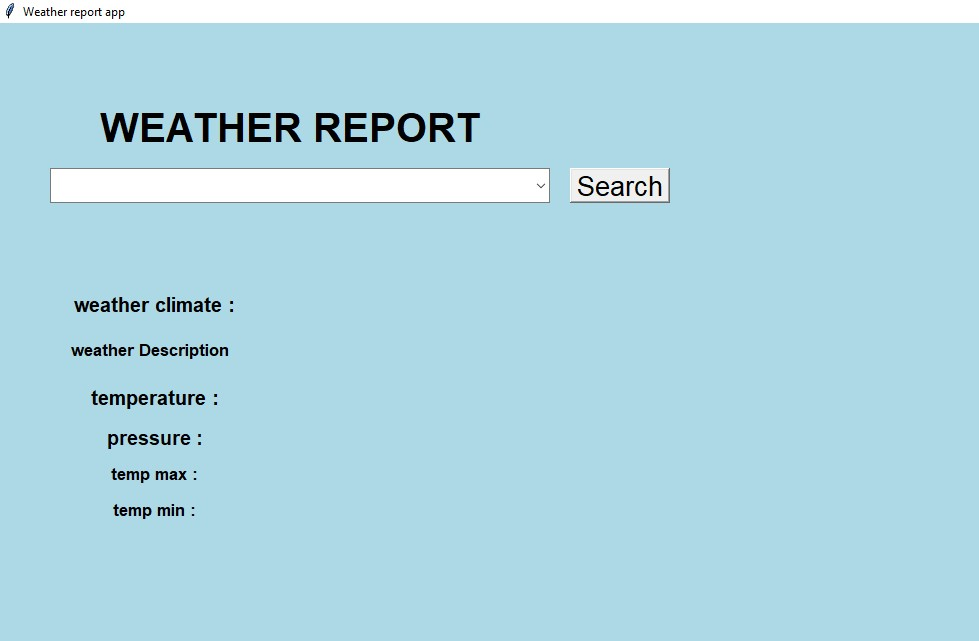 Weather report app
WEATHER REPORT
Search
weather climate :
weather Description
temperature :
pressure :
temp max :
temp min :